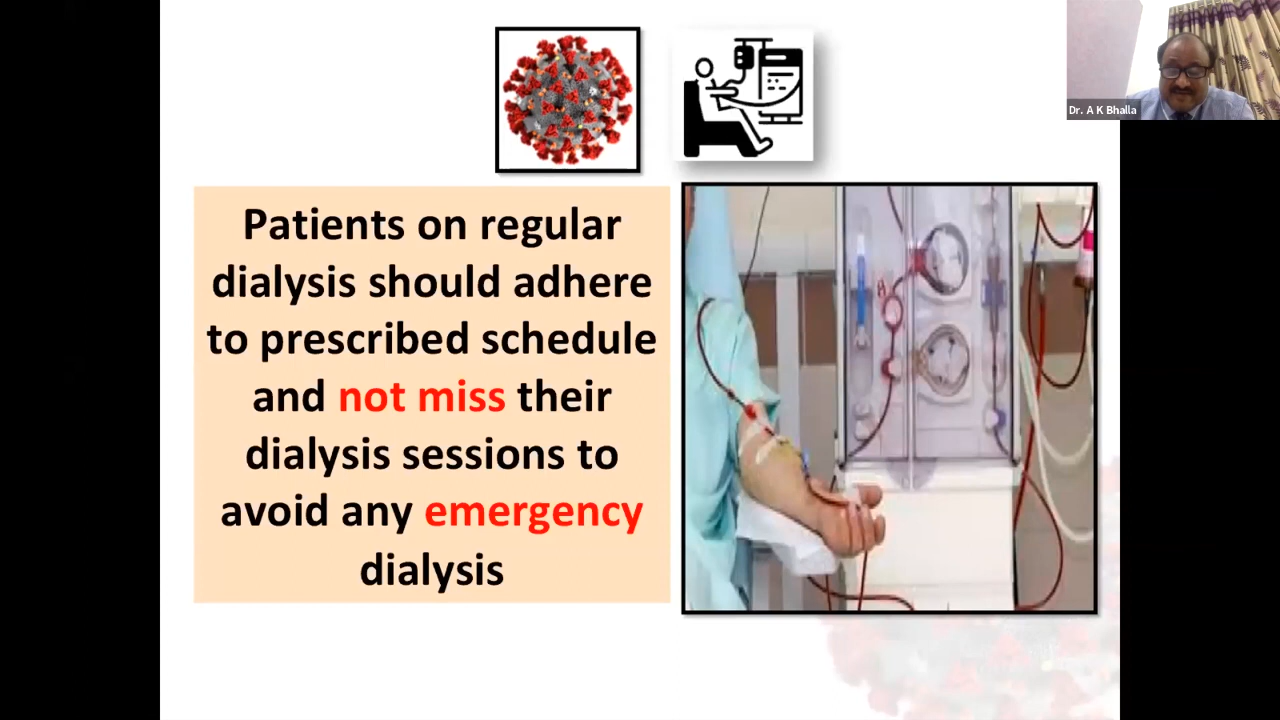 Dr. A K Bhalla
Patients on regular
dialysis should adhere
to prescribed schedule
and not miss their
dialysis sessions to
avoid any emergency
dialysis